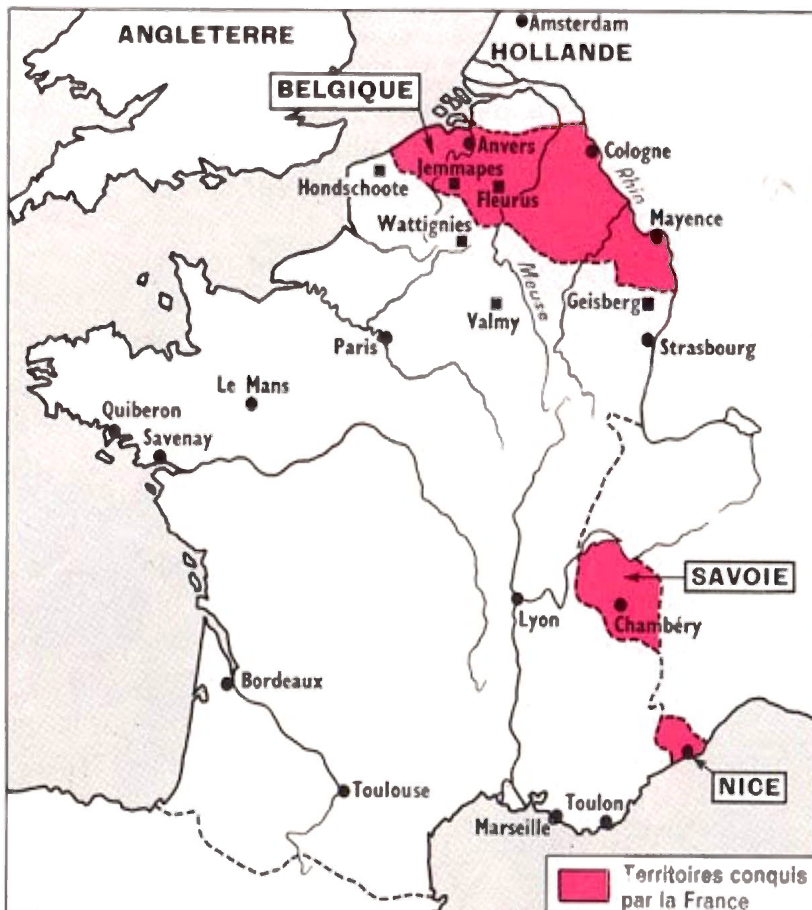 Amsterdam
ANGLETERRE
HOLLANDE
BELGIQUE
Anvers
Cologne
Jemmapes
Hondschoote
Fleurus
Rhin
Wattignies
Mayence
Meuse
Valmy
Geisberg
Paris
Strasbourg
Le Mans
Quiberon
Savenay
SAVOIE
Lyon
Chambéry
Bordeaux
NICE
Toulouse
Toulon
Marseille
Territoires conquis
par la France